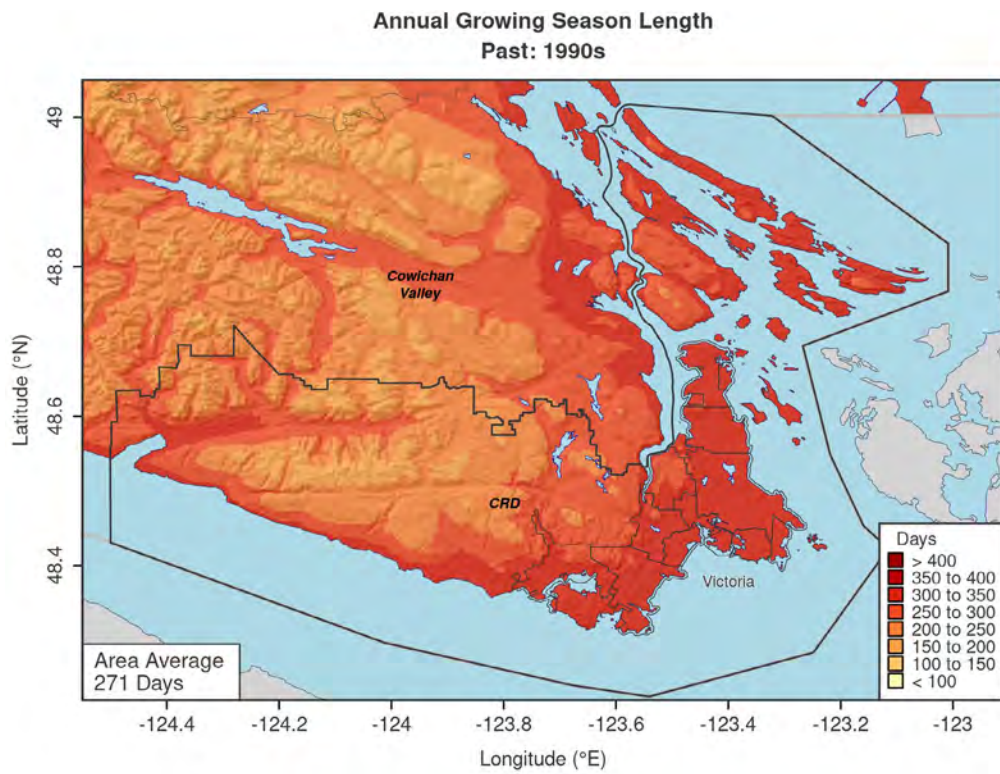 Annual Growing Season Length
Past: 1990s
Latitude (°N)
49
48.8
48.6
48.4
Cowichan
Valley
CRD
Victoria
Days
> 400
350 to 400
300 to 350
250 to 300
200 to 250
150 to 200
100 to 150
< 100
Area Average
271 Days
-124.4 -124.2 -124 -123.8 -123.6 -123.4 -123.2 -123
Longitude (°E)